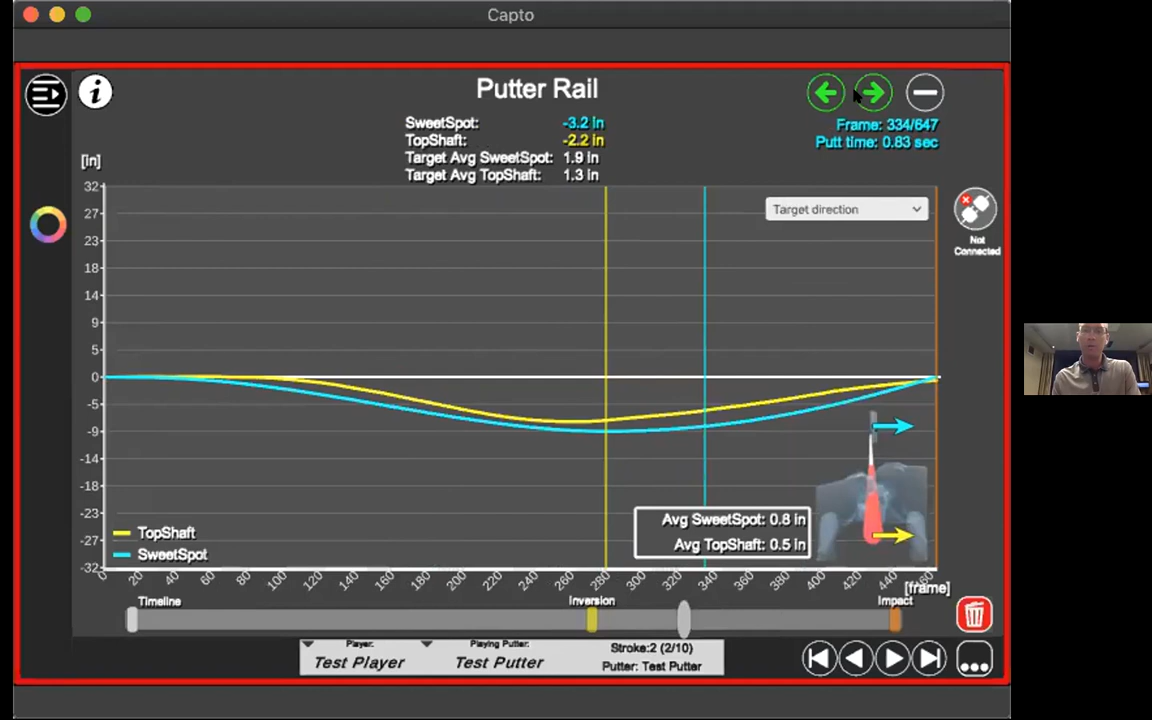 Capto
Putter Rail
SweetSpot: -3.2 in
TopShaft: -2.2 in
Target Avg SweetSpot: 1.9 in
Target Avg TopShaft: 1.3 in
Frame: 334/647
Putt time: 0.83 sec
[in]
32
27
23
18
14
9
5
0
-5
-9
-14
-18
-23
-27
-32
Target direction
Not
Connected
Avg SweetSpot: 0.8 in
Avg TopShaft: 0.5 in
TopShaft
SweetSpot
0 20 40 60 80 100 120 140 160 180 200 220 240 260 280 300 320 340 360 380 400 420 440 460
[frame]
Timeline
Inversion
Impact
Player:
Test Player
Playing Putter:
Test Putter
Stroke:2 (2/10)
Putter: Test Putter